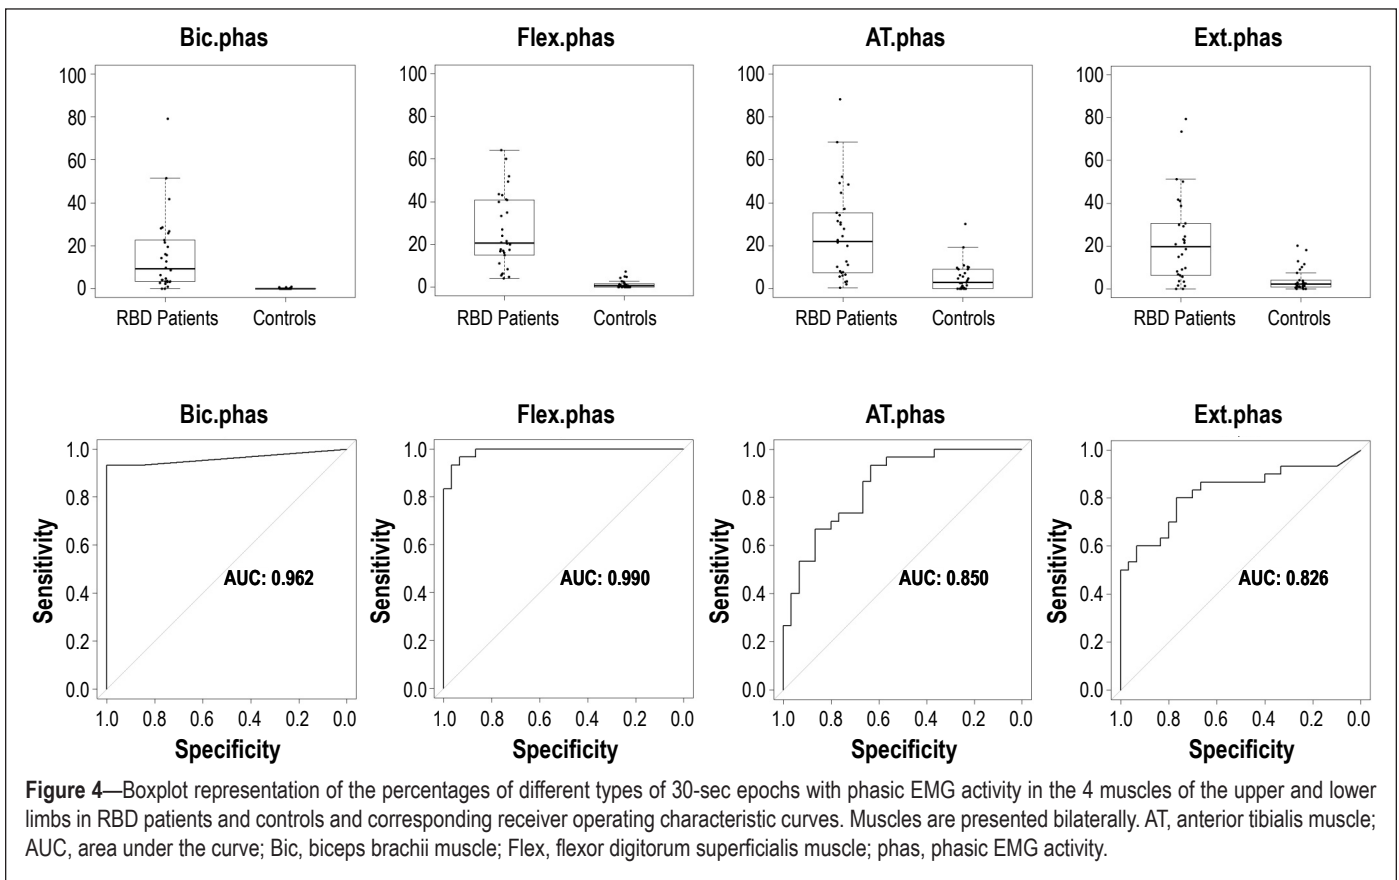 Bic.phas Flex.phas AT.phas Ext.phas
100 100 100 100
80 80 80 80
60 60 60 60
40 40 40 40
20 20 20 20
0 0 0 0
RBD Patients Controls RBD Patients Controls RBD Patients Controls RBD Patients Controls
Bic.phas Flex.phas AT.phas Ext.phas
1.0 1.0 1.0 1.0
0.8 0.8 0.8 0.8
0.6 0.6 0.6 0.6
Sensitivity Sensitivity Sensitivity Sensitivity
AUC: 0.962 AUC: 0.990 AUC: 0.850 AUC: 0.826
0.4 0.4 0.4 0.4
0.2 0.2 0.2 0.2
0.0 0.0 0.0 0.0
1.0 0.8 0.6 0.4 0.2 0.0 1.0 0.8 0.6 0.4 0.2 0.0 1.0 0.8 0.6 0.4 0.2 0.0 1.0 0.8 0.6 0.4 0.2 0.0
Specificity Specificity Specificity Specificity
Figure 4—Boxplot representation of the percentages of different types of 30-sec epochs with phasic EMG activity in the 4 muscles of the upper and lower
limbs in RBD patients and controls and corresponding receiver operating characteristic curves. Muscles are presented bilaterally. AT, anterior tibialis muscle;
AUC, area under the curve; Bic, biceps brachii muscle; Flex, flexor digitorum superficialis muscle; phas, phasic EMG activity.